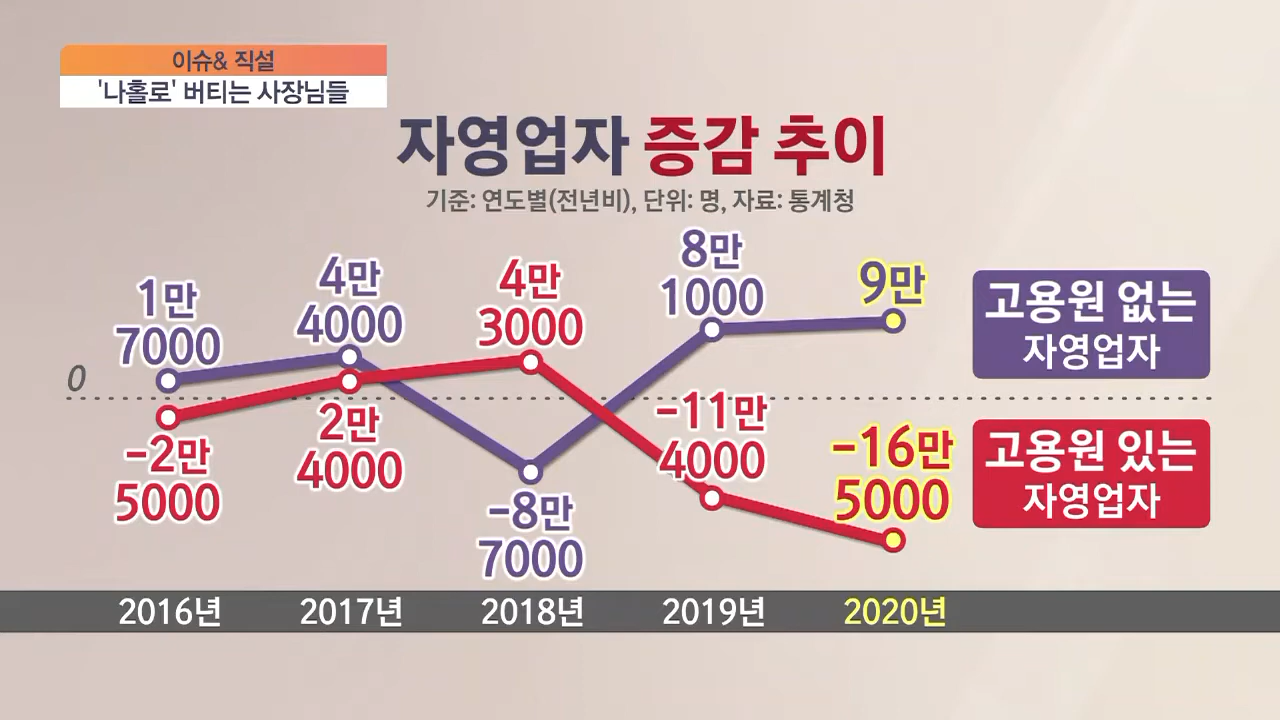 이슈& 직설
'나홀로' 버티는 사장님들
자영업자 증감 추이
기준: 연도별(전년비), 단위: 명, 자료: 통계청
1만
7000
4만
4000
4만
3000
8만
1000
9만
고용원 없는
자영업자
0
-2만
5000
2만
4000
-8만
7000
-11만
4000
-16만
5000
고용원 있는
자영업자
2016년
2017년
2018년
2019년
2020년